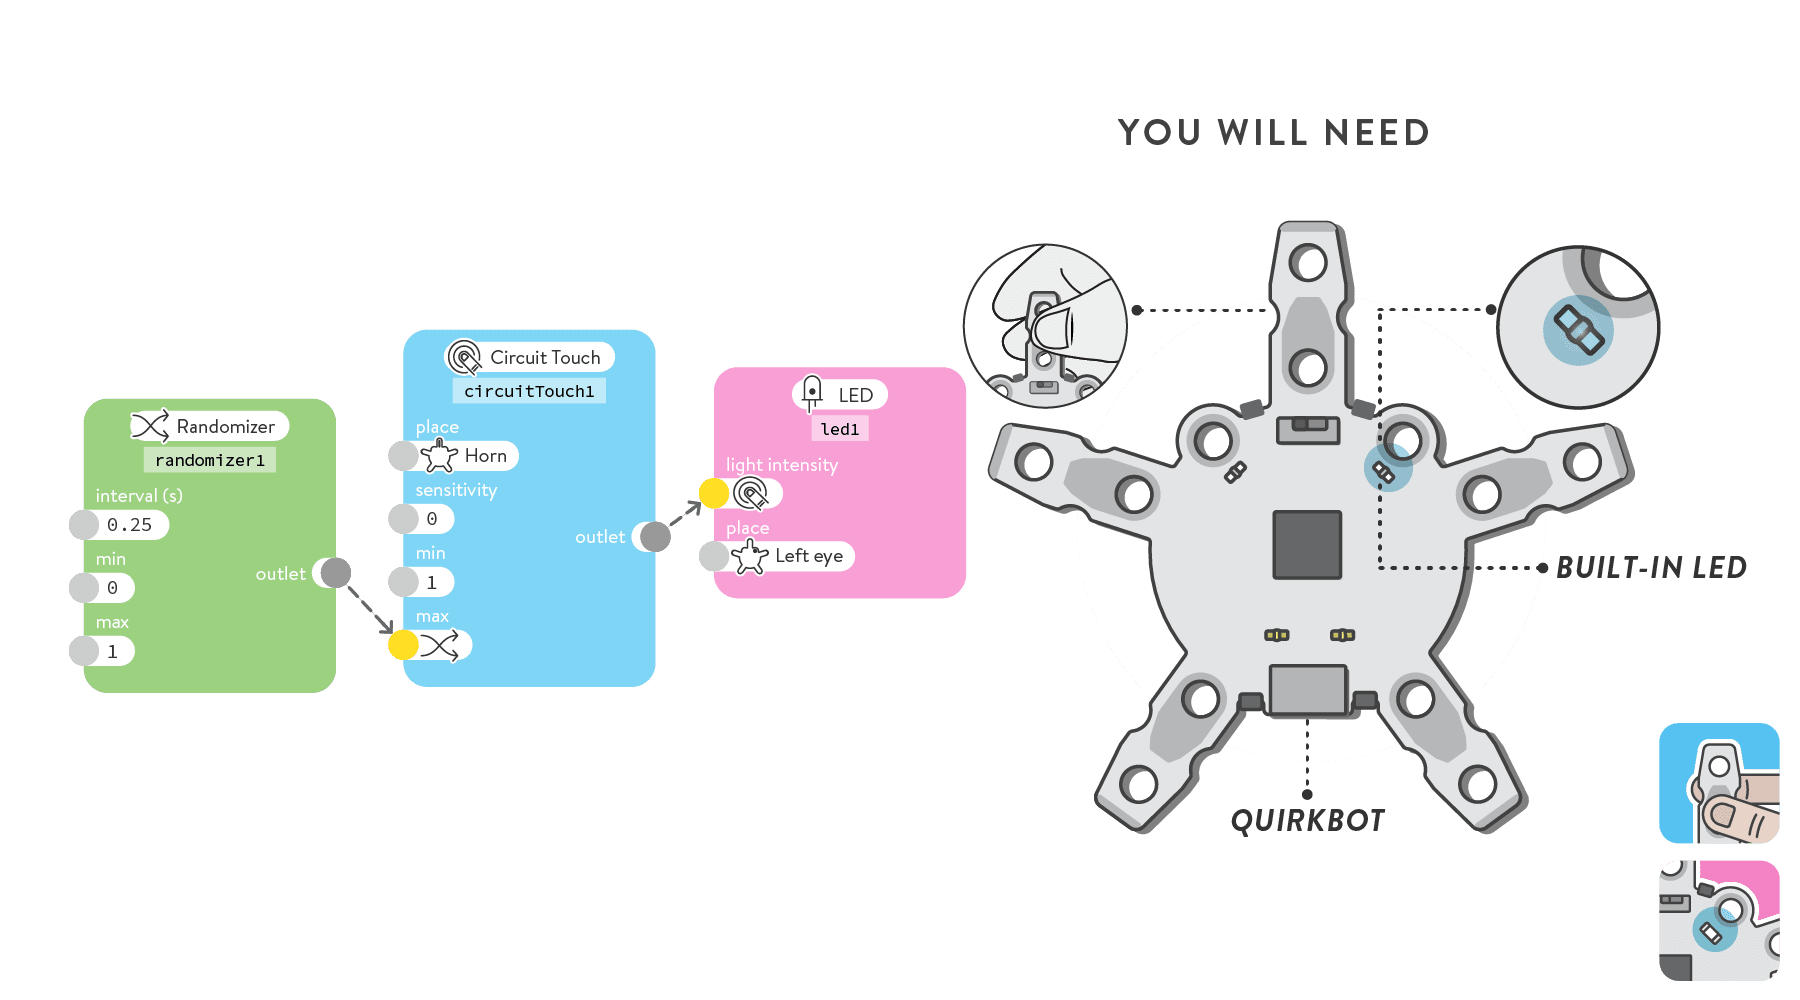 YOU WILL NEED
Randomizer
randomizer1
interval (s)
0.25
min
0
max
1
outlet
Circuit Touch
circuitTouch1
place
Horn
sensitivity
0
min
1
max
outlet
LED
led1
light intensity
place
Left eye
BUILT-IN LED
QUIRKBOT